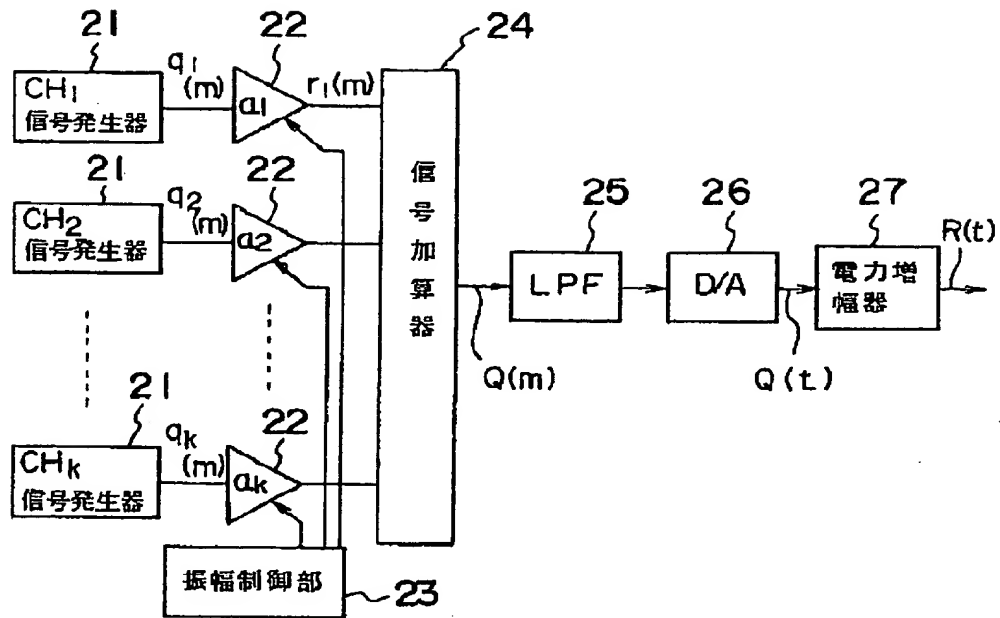 21
22
24
CH₁
信号発生器
q₁
(m)
a₁
r₁(m)
21
22
CH₂
信号発生器
q₂
(m)
a₂
信号加算器
25
26
27
LPF
D/A
電力増
幅器
R(t)
Q(m)
Q(t)
21
22
CHₖ
信号発生器
qₖ
(m)
aₖ
振幅制御部
23